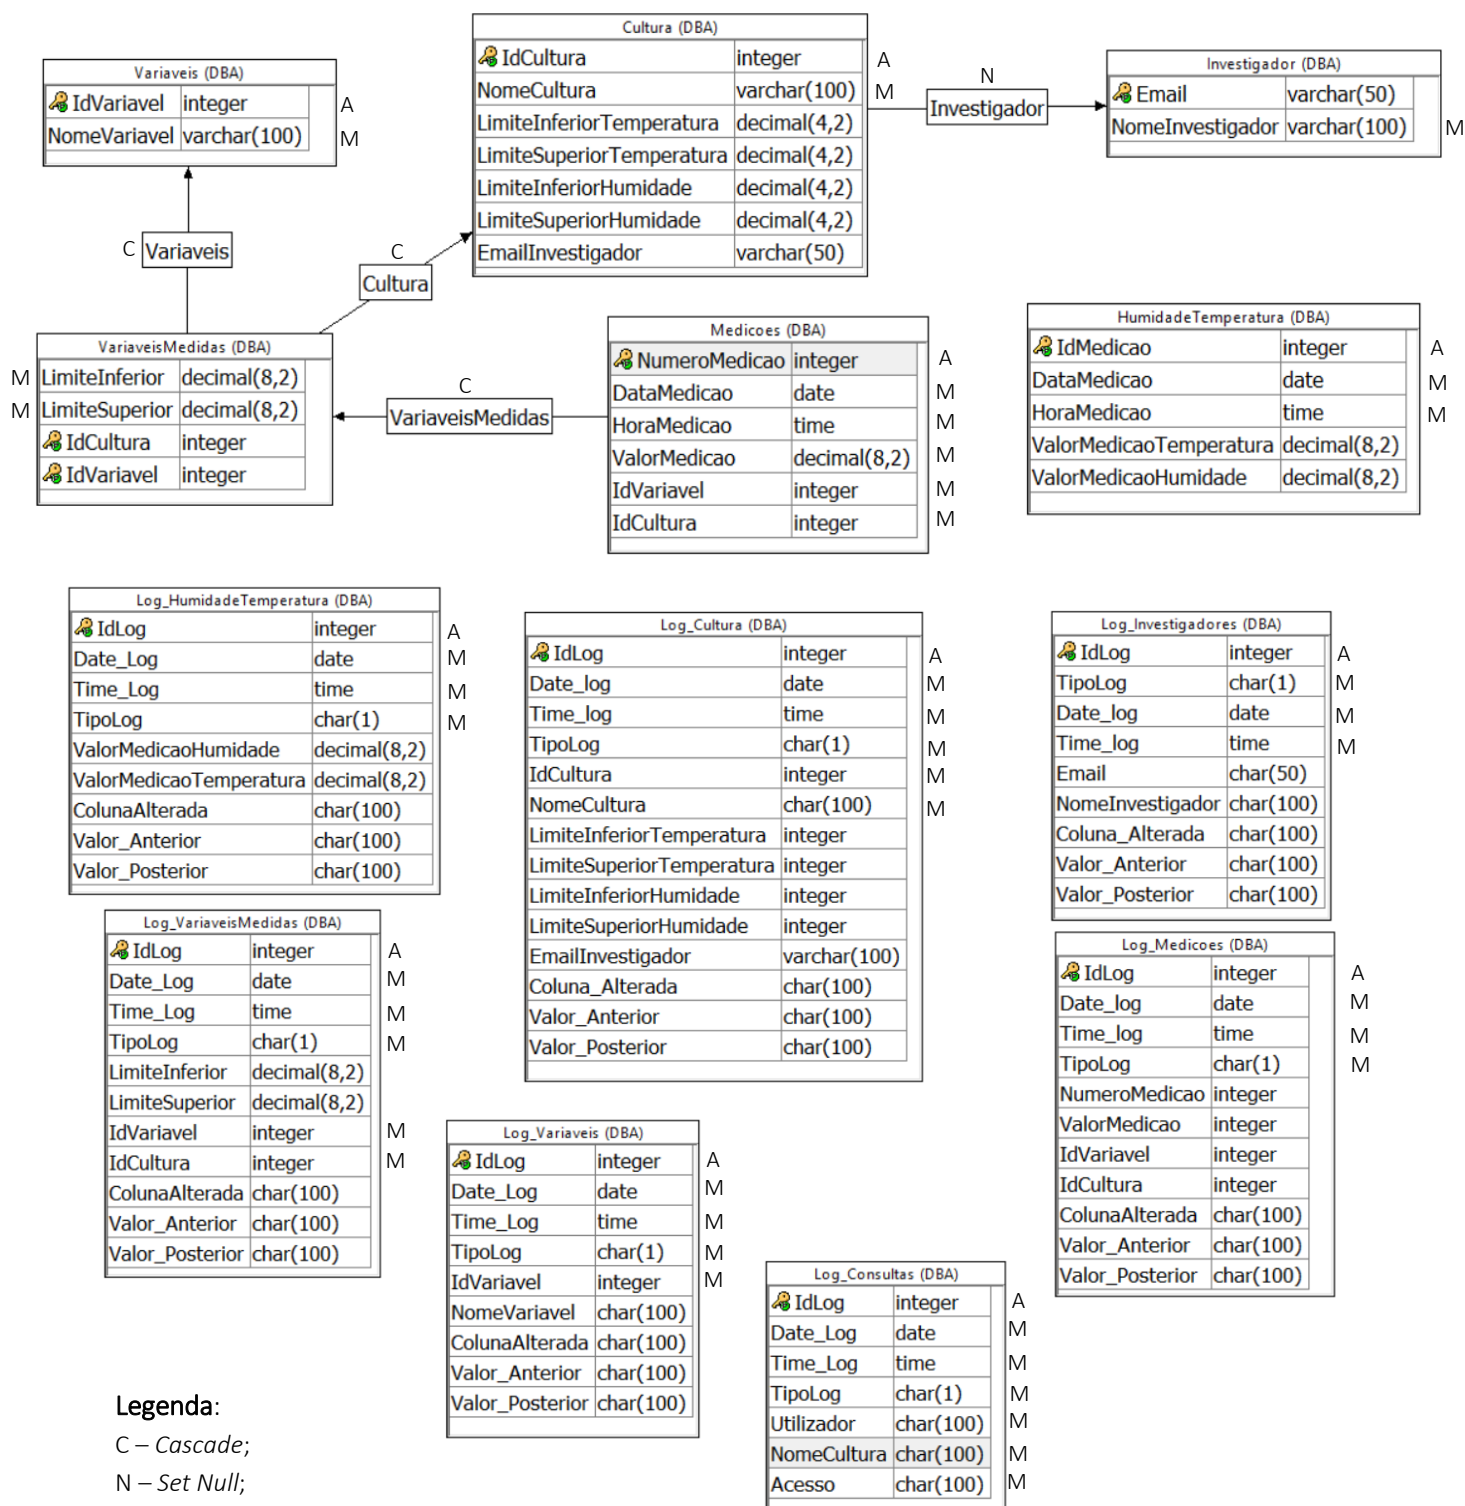 Cultura (DBA)
IdCultura integer A
NomeCultura varchar(100) M
LimiteInferiorTemperatura decimal(4,2)
LimiteSuperiorTemperatura decimal(4,2)
LimiteInferiorHumidade decimal(4,2)
LimiteSuperiorHumidade decimal(4,2)
EmailInvestigador varchar(50)
N
Investigador
Investigador (DBA)
Email varchar(50)
NomeInvestigador varchar(100) M
Variaveis (DBA)
IdVariavel integer A
NomeVariavel varchar(100) M
C Variaveis
C
Cultura
VariaveisMedidas (DBA)
M LimiteInferior decimal(8,2)
M LimiteSuperior decimal(8,2)
IdCultura integer
IdVariavel integer
C
VariaveisMedidas
Medicoes (DBA)
NumeroMedicao integer A
DataMedicao date M
HoraMedicao time M
ValorMedicao decimal(8,2) M
IdVariavel integer M
IdCultura integer M
HumidadeTemperatura (DBA)
IdMedicao integer A
DataMedicao date M
HoraMedicao time M
ValorMedicaoTemperatura decimal(8,2)
ValorMedicaoHumidade decimal(8,2)
Log_HumidadeTemperatura (DBA)
IdLog integer A
Date_Log date M
Time_Log time M
TipoLog char(1) M
ValorMedicaoHumidade decimal(8,2)
ValorMedicaoTemperatura decimal(8,2)
ColunaAlterada char(100)
Valor_Anterior char(100)
Valor_Posterior char(100)
Log_Cultura (DBA)
IdLog integer A
Date_log date M
Time_log time M
TipoLog char(1) M
IdCultura integer M
NomeCultura char(100) M
LimiteInferiorTemperatura integer
LimiteSuperiorTemperatura integer
LimiteInferiorHumidade integer
LimiteSuperiorHumidade integer
EmailInvestigador varchar(100)
Coluna_Alterada char(100)
Valor_Anterior char(100)
Valor_Posterior char(100)
Log_Investigadores (DBA)
IdLog integer A
TipoLog char(1) M
Date_log date M
Time_log time M
Email char(50)
NomeInvestigador char(100)
Coluna_Alterada char(100)
Valor_Anterior char(100)
Valor_Posterior char(100)
Log_VariaveisMedidas (DBA)
IdLog integer A
Date_Log date M
Time_Log time M
TipoLog char(1) M
LimiteInferior decimal(8,2)
LimiteSuperior decimal(8,2)
IdVariavel integer M
IdCultura integer M
ColunaAlterada char(100)
Valor_Anterior char(100)
Valor_Posterior char(100)
Log_Medicoes (DBA)
IdLog integer A
Date_log date M
Time_log time M
TipoLog char(1) M
NumeroMedicao integer
ValorMedicao integer
IdVariavel integer
IdCultura integer
ColunaAlterada char(100)
Valor_Anterior char(100)
Valor_Posterior char(100)
Log_Variaveis (DBA)
IdLog integer A
Date_Log date M
Time_Log time M
TipoLog char(1) M
IdVariavel integer M
NomeVariavel char(100)
ColunaAlterada char(100)
Valor_Anterior char(100)
Valor_Posterior char(100)
Log_Consultas (DBA)
IdLog integer A
Date_Log date M
Time_Log time M
TipoLog char(1) M
Utilizador char(100) M
NomeCultura char(100) M
Acesso char(100) M
Legenda:
C – Cascade;
N – Set Null;